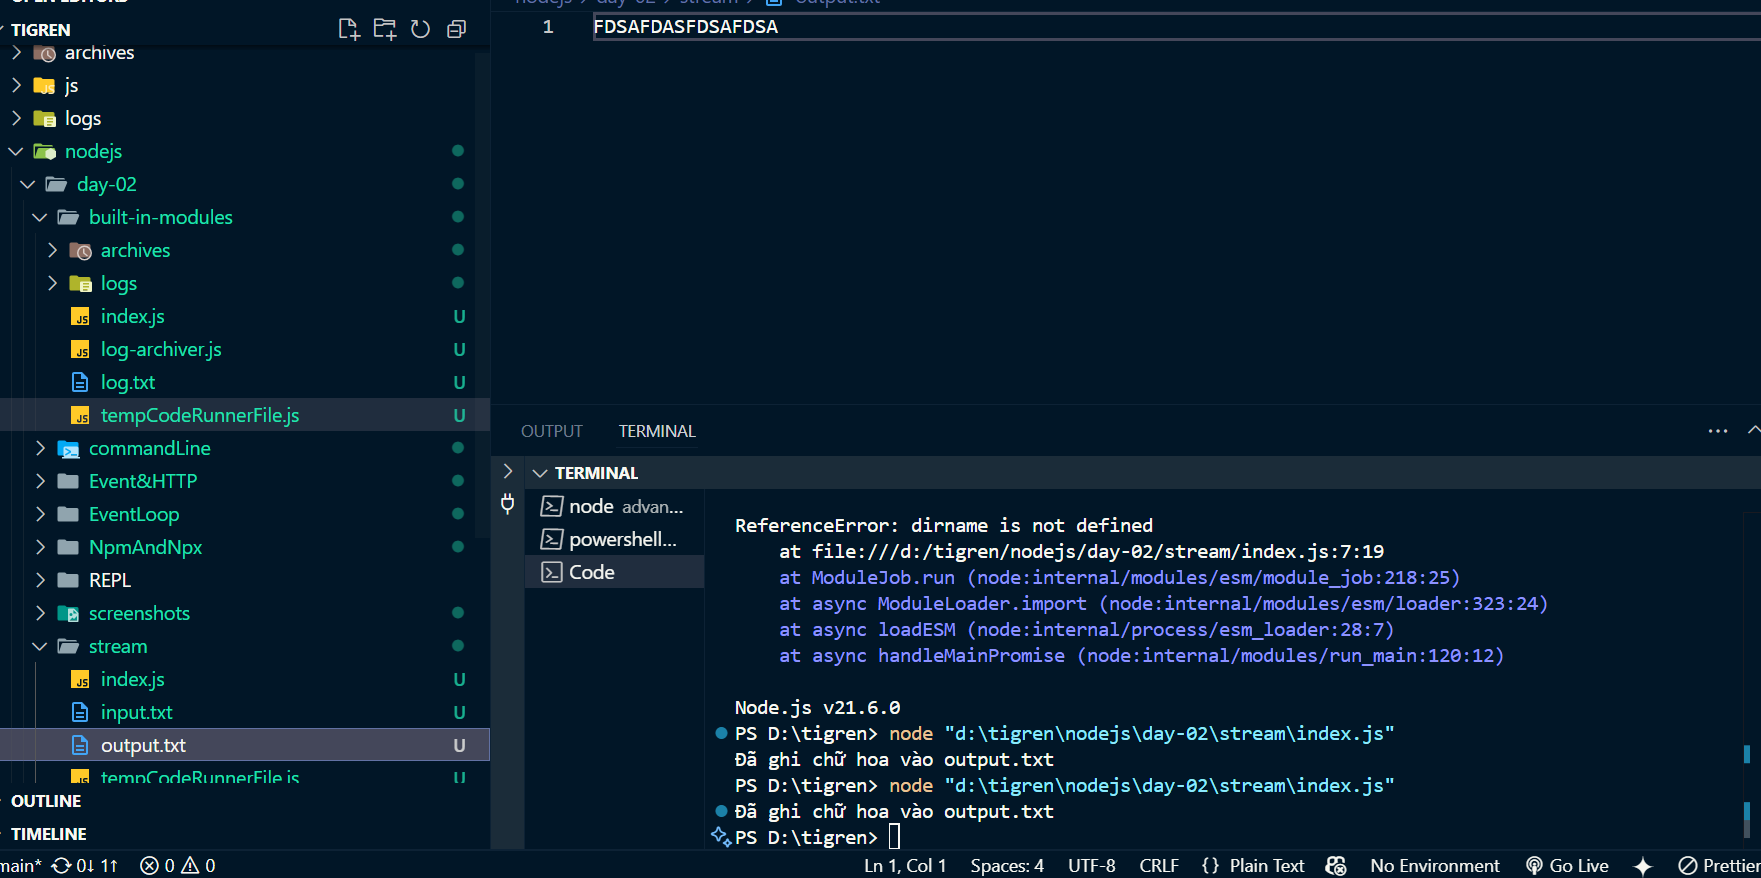 OPEN EDITORS
TIGREN
archives
js
logs
nodejs
day-02
built-in-modules
archives
logs
index.js U
log-archiver.js U
log.txt U
tempCodeRunnerFile.js U
commandLine
Event&HTTP
EventLoop
NpmAndNpx
REPL
screenshots
stream
index.js U
input.txt U
output.txt U
tempCodeRunnerFile.js U
OUTLINE
TIMELINE
nodejs > day-02 > stream > output.txt
1 FDSAFDASFDSAFDSA
OUTPUT TERMINAL
TERMINAL
node advan...
powershell...
Code
ReferenceError: dirname is not defined
at file:///d:/tigren/nodejs/day-02/stream/index.js:7:19
at ModuleJob.run (node:internal/modules/esm/module_job:218:25)
at async ModuleLoader.import (node:internal/modules/esm/loader:323:24)
at async loadESM (node:internal/process/esm_loader:28:7)
at async handleMainPromise (node:internal/modules/run_main:120:12)
Node.js v21.6.0
PS D:\tigren> node "d:\tigren\nodejs\day-02\stream\index.js"
Đã ghi chữ hoa vào output.txt
PS D:\tigren> node "d:\tigren\nodejs\day-02\stream\index.js"
Đã ghi chữ hoa vào output.txt
PS D:\tigren>
main* 0↓ 1↑ 0 0 Ln 1, Col 1 Spaces: 4 UTF-8 CRLF {} Plain Text No Environment Go Live Prettier